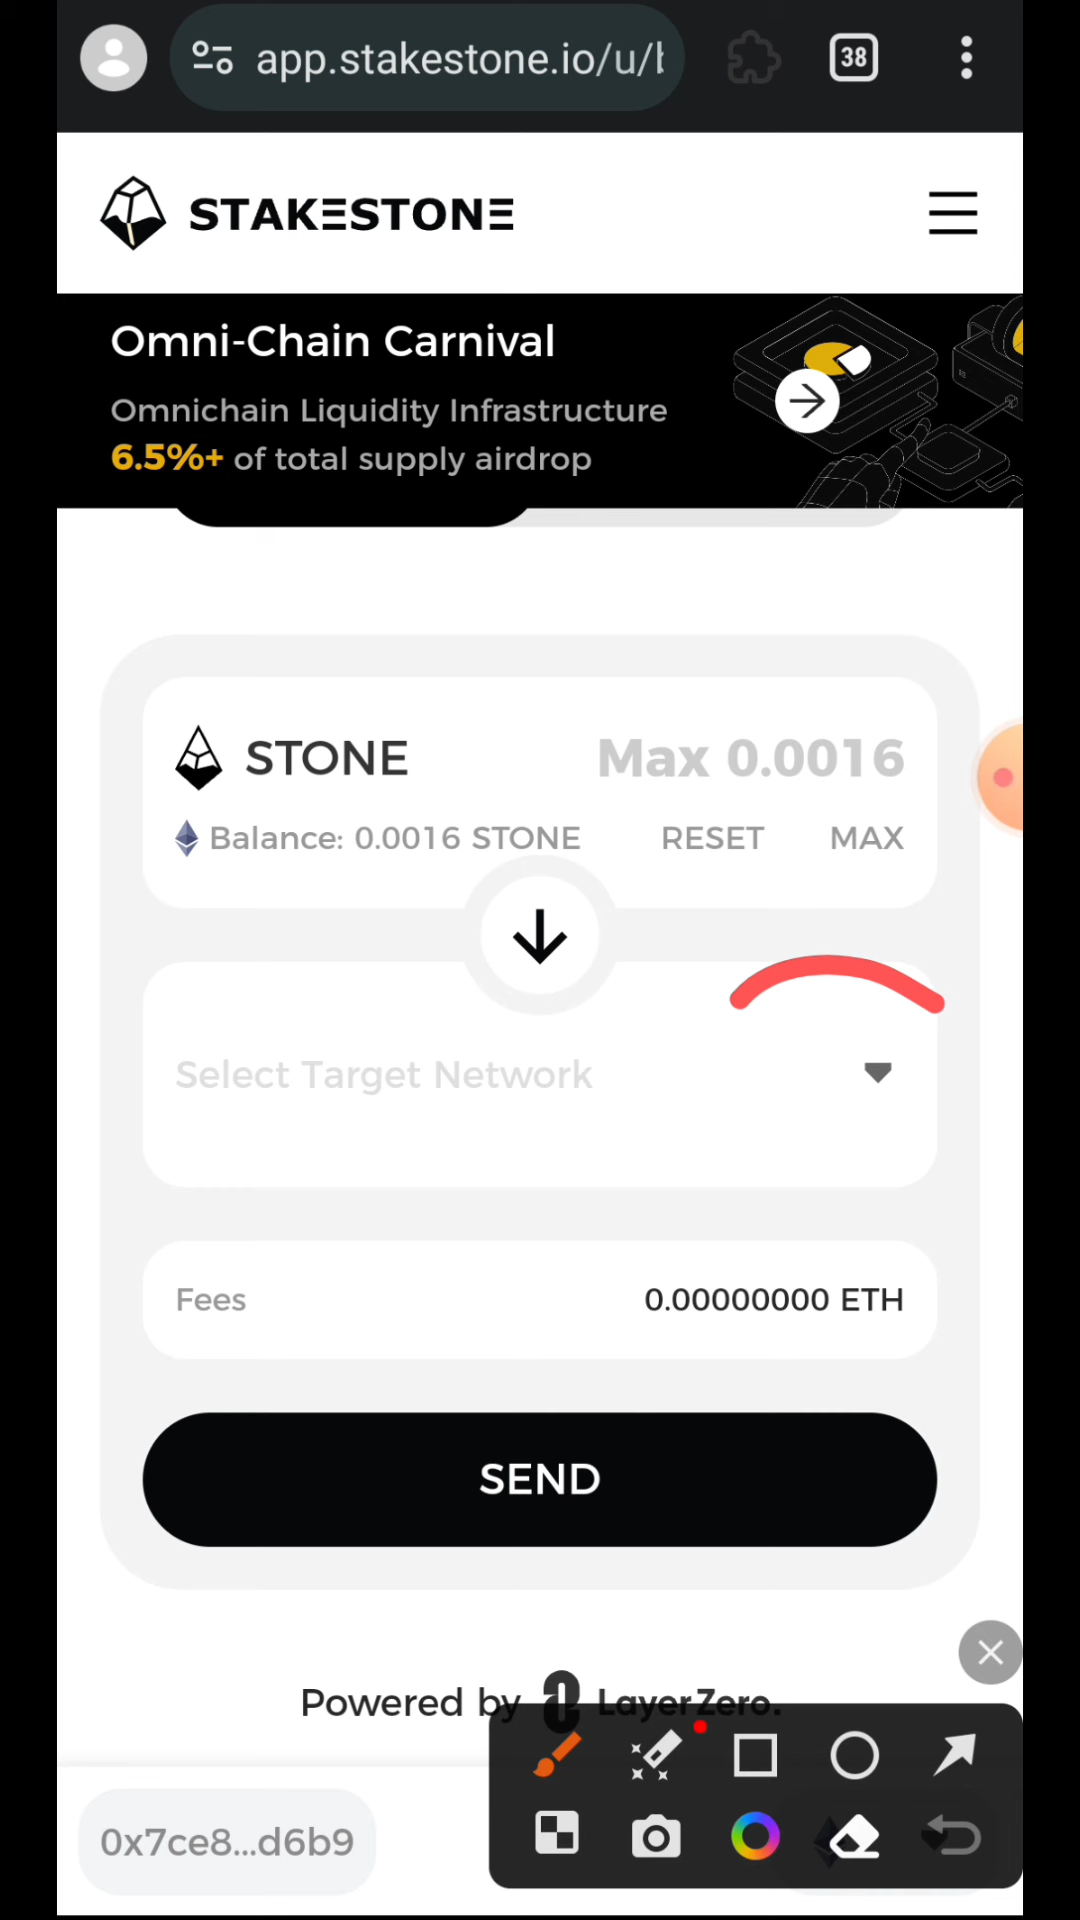 app.stakestone.io/u/b
38
STAKESTONE
Omni-Chain Carnival
Omnichain Liquidity Infrastructure
6.5%+ of total supply airdrop
STONE
Max 0.0016
Balance: 0.0016 STONE
RESET
MAX
Select Target Network
Fees
0.00000000 ETH
SEND
Powered by LayerZero.
0x7ce8...d6b9